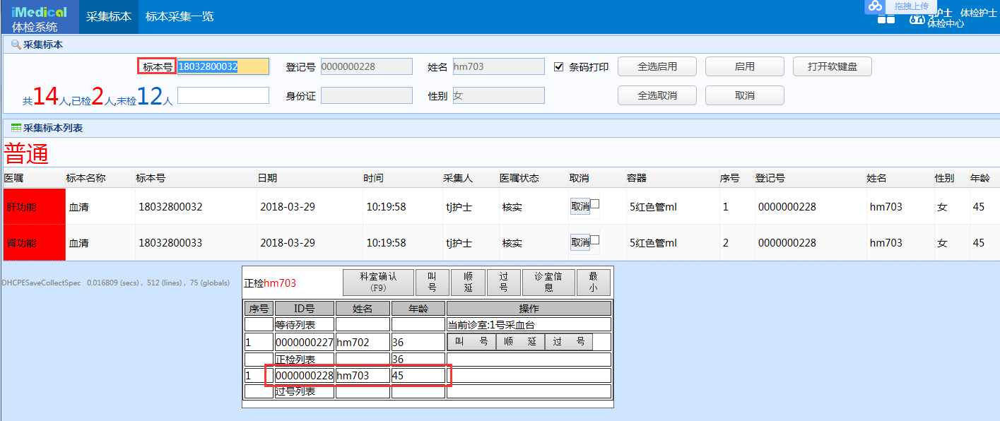 iMedical
体检系统
采集标本 标本采集一览
拖拽上传
护士 体检护士
体检中心
采集标本
标本号 18032800032 登记号 0000000228 姓名 hm703 条码打印 全选启用 启用 打开软键盘
共14人,已检2人,未检12人 身份证 性别 女 全选取消 取消
采集标本列表
普通
医嘱 标本名称 标本号 日期 时间 采集人 医嘱状态 取消 容器 序号 登记号 姓名 性别 年龄
肝功能 血清 18032800032 2018-03-29 10:19:58 tj护士 核实 取消 5红色管ml 1 0000000228 hm703 女 45
肾功能 血清 18032800033 2018-03-29 10:19:58 tj护士 核实 取消 5红色管ml 2 0000000228 hm703 女 45
DHCPESaveCollectSpec 0.016809 (secs) , 512 (lines) , 75 (globals)
正检hm703 科室确认(F9) 叫号 顺延 过号 诊室信息 最小
序号 ID号 姓名 年龄 操作
等待列表 当前诊室:1号采血台
1 0000000227 hm702 36 叫 号 顺 延 过 号
正检列表 36
1 0000000228 hm703 45
过号列表